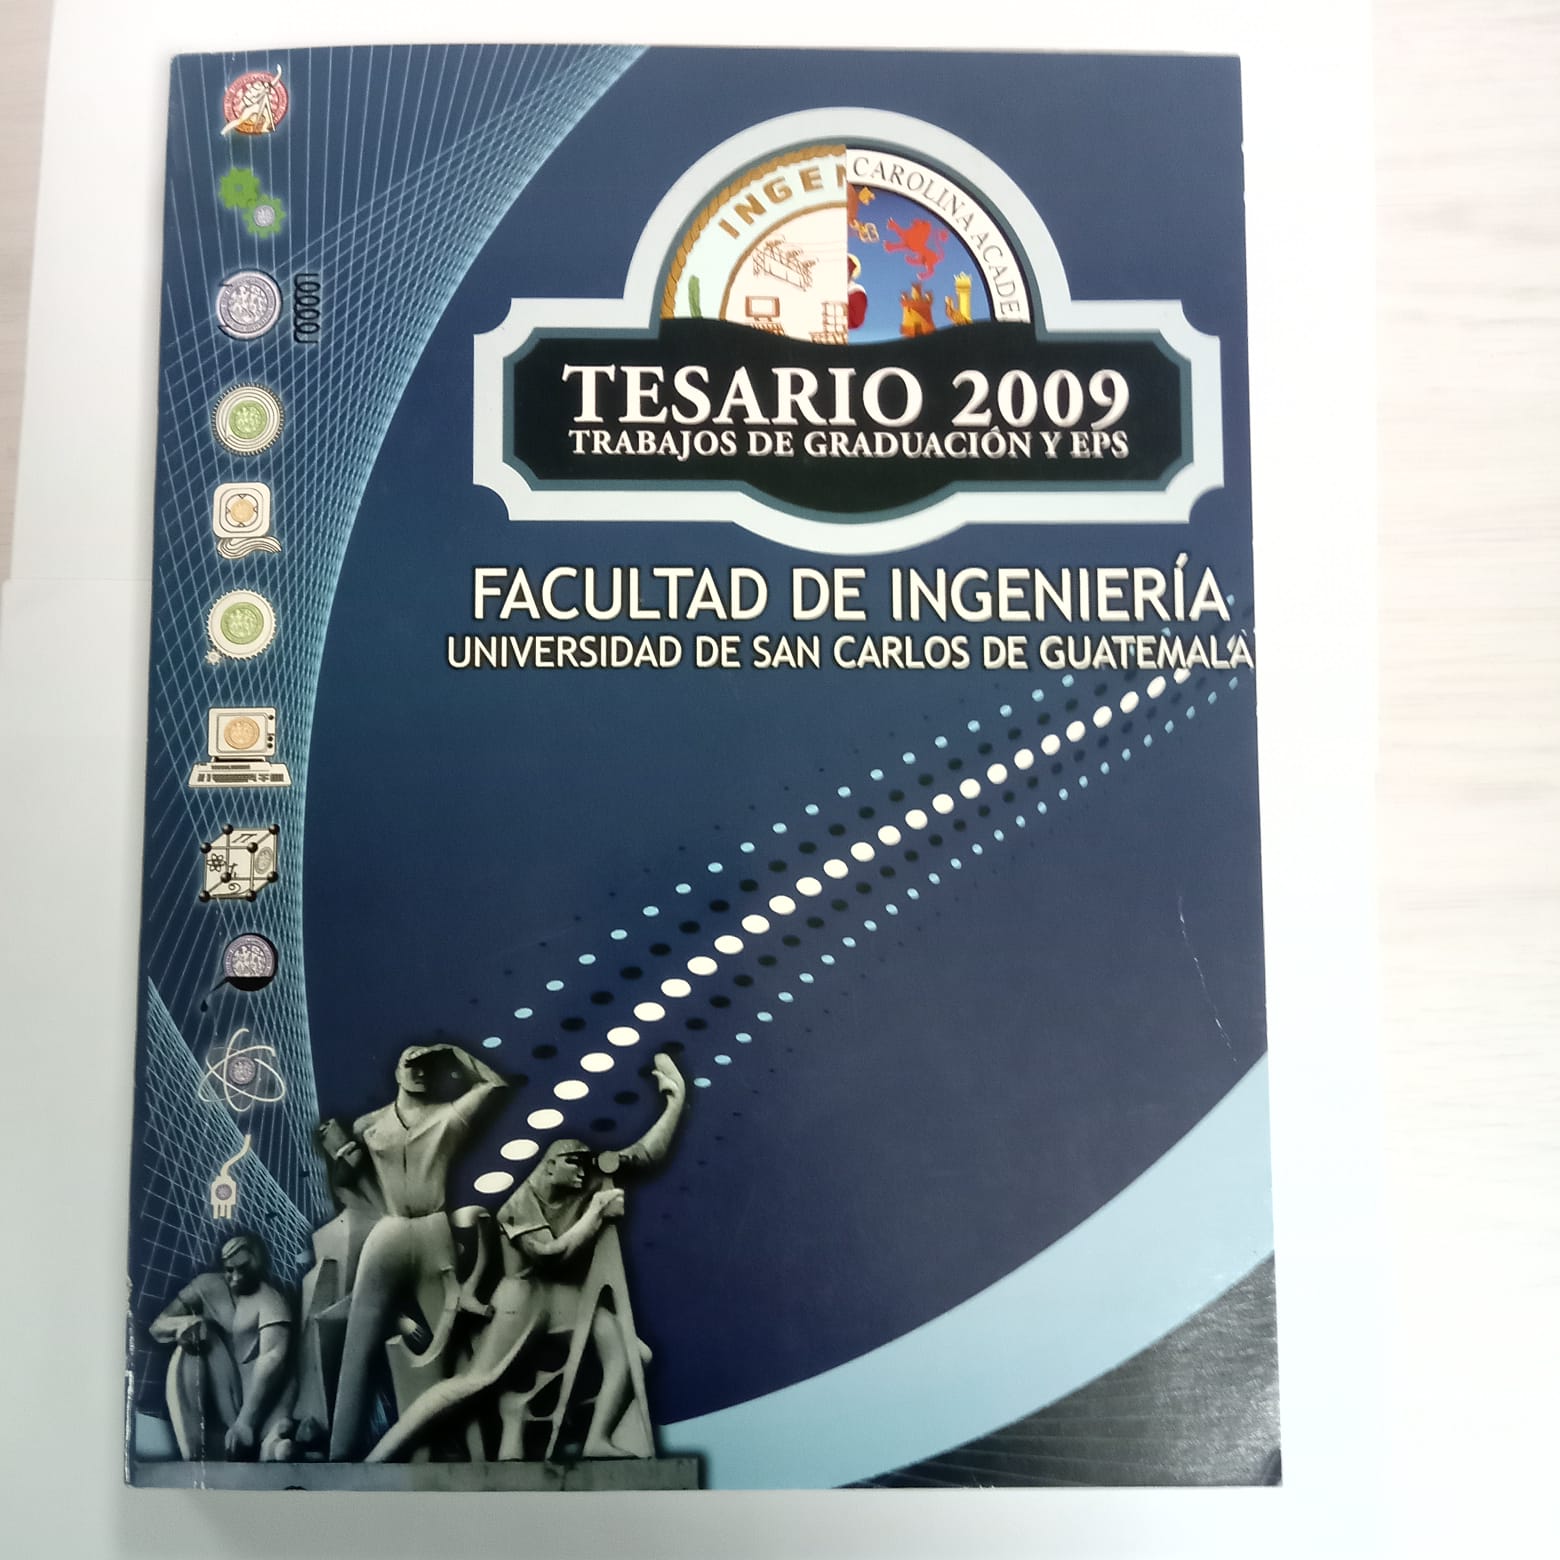 INGEN
CAROLINA ACADE
TESARIO 2009
TRABAJOS DE GRADUACIÓN Y EPS
FACULTAD DE INGENIERÍA
UNIVERSIDAD DE SAN CARLOS DE GUATEMALA